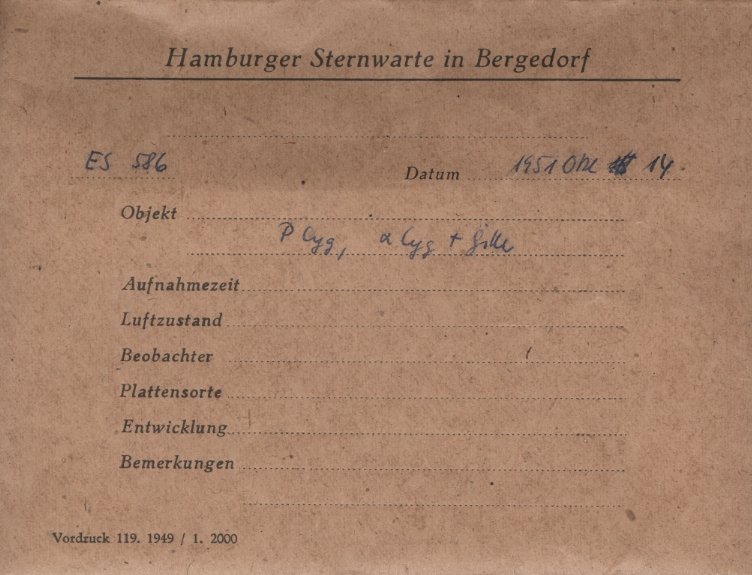 Hamburger Sternwarte in Bergedorf
ES 586 Datum 1951 Okt 14
Objekt
P Cyg, α Cyg +
Aufnahmezeit
Luftzustand
Beobachter
Plattensorte
Entwicklung
Bemerkungen
Vordruck 119. 1949 / 1. 2000